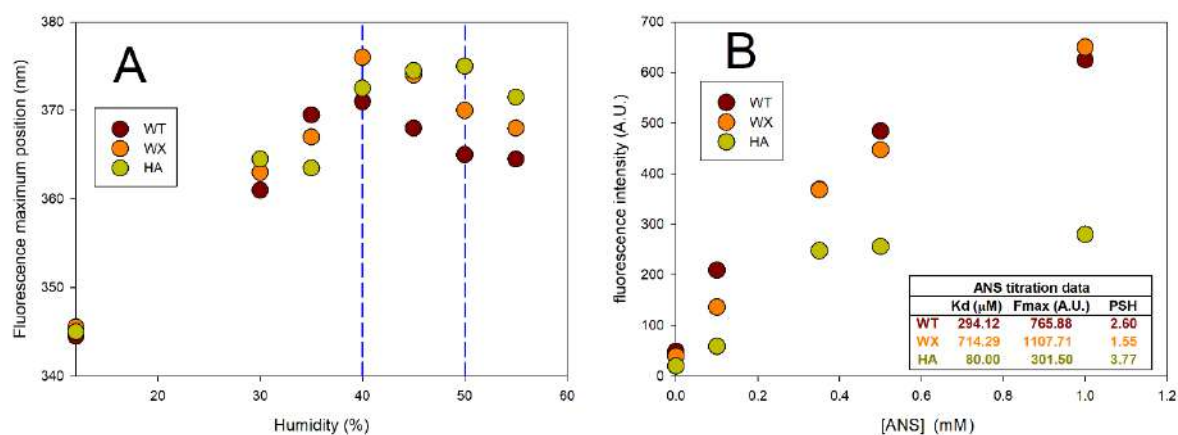 A
Fluorescence maximum position (nm)
380
370
360
350
340
WT
WX
HA
20
30
40
50
60
Humidity (%)
B
fluorescence intensity (A.U.)
700
600
500
400
300
200
100
0
WT
WX
HA
ANS titration data
Kd (μM) Fmax (A.U.) PSH
WT 294.12 765.88 2.60
WX 714.29 1107.71 1.55
HA 80.00 301.50 3.77
0.0
0.2
0.4
0.6
0.8
1.0
1.2
[ANS] (mM)